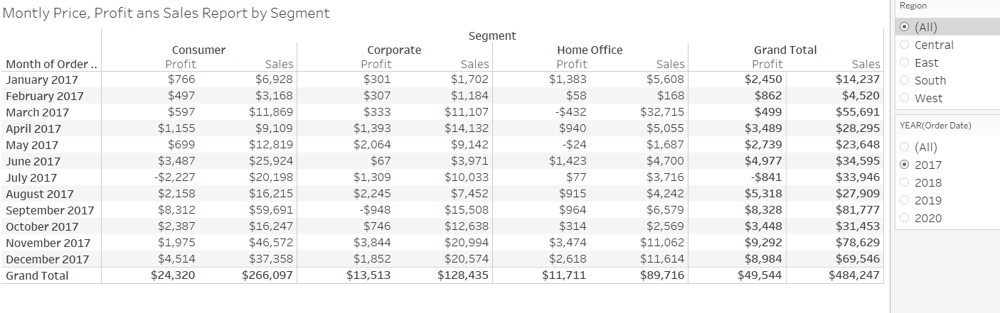 Montly Price, Profit ans Sales Report by Segment
Segment
Consumer Corporate Home Office Grand Total
Month of Order .. Profit Sales Profit Sales Profit Sales Profit Sales
January 2017 $766 $6,928 $301 $1,702 $1,383 $5,608 $2,450 $14,237
February 2017 $497 $3,168 $307 $1,184 $58 $168 $862 $4,520
March 2017 $597 $11,869 $333 $11,107 -$432 $32,715 $499 $55,691
April 2017 $1,155 $9,109 $1,393 $14,132 $940 $5,055 $3,489 $28,295
May 2017 $699 $12,819 $2,064 $9,142 -$24 $1,687 $2,739 $23,648
June 2017 $3,487 $25,924 $67 $3,971 $1,423 $4,700 $4,977 $34,595
July 2017 -$2,227 $20,198 $1,309 $10,033 $77 $3,716 -$841 $33,946
August 2017 $2,158 $16,215 $2,245 $7,452 $915 $4,242 $5,318 $27,909
September 2017 $8,312 $59,691 -$948 $15,508 $964 $6,579 $8,328 $81,777
October 2017 $2,387 $16,247 $746 $12,638 $314 $2,569 $3,448 $31,453
November 2017 $1,975 $46,572 $3,844 $20,994 $3,474 $11,062 $9,292 $78,629
December 2017 $4,514 $37,358 $1,852 $20,574 $2,618 $11,614 $8,984 $69,546
Grand Total $24,320 $266,097 $13,513 $128,435 $11,711 $89,716 $49,544 $484,247
Region
(All)
Central
East
South
West
YEAR(Order Date)
(All)
2017
2018
2019
2020